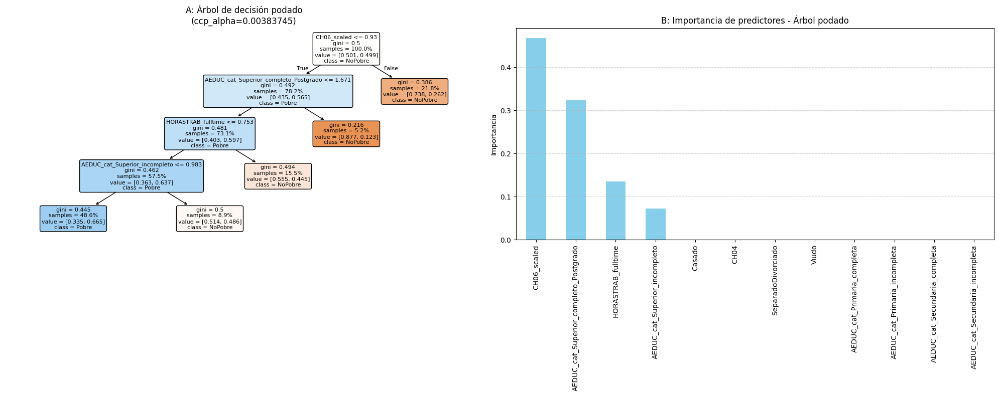 A: Árbol de decisión podado
(ccp_alpha=0.00383745)
CH06_scaled <= 0.93
gini = 0.5
samples = 100.0%
value = [0.501, 0.499]
class = NoPobre
True
False
AEDUC_cat_Superior_completo_Postgrado <= 1.671
gini = 0.492
samples = 78.2%
value = [0.435, 0.565]
class = Pobre
gini = 0.386
samples = 21.8%
value = [0.738, 0.262]
class = NoPobre
HORASTRAB_fulltime <= 0.753
gini = 0.481
samples = 73.1%
value = [0.403, 0.597]
class = Pobre
gini = 0.216
samples = 5.2%
value = [0.877, 0.123]
class = NoPobre
AEDUC_cat_Superior_incompleto <= 0.983
gini = 0.462
samples = 57.5%
value = [0.363, 0.637]
class = Pobre
gini = 0.494
samples = 15.5%
value = [0.555, 0.445]
class = NoPobre
gini = 0.445
samples = 48.6%
value = [0.335, 0.665]
class = Pobre
gini = 0.5
samples = 8.9%
value = [0.514, 0.486]
class = NoPobre
B: Importancia de predictores - Árbol podado
Importancia
0.4
0.3
0.2
0.1
0.0
CH06_scaled
AEDUC_cat_Superior_completo_Postgrado
HORASTRAB_fulltime
AEDUC_cat_Superior_incompleto
Casado
CH04
SeparadoDivorciado
Viudo
AEDUC_cat_Primaria_completa
AEDUC_cat_Primaria_incompleta
AEDUC_cat_Secundaria_completa
AEDUC_cat_Secundaria_incompleta